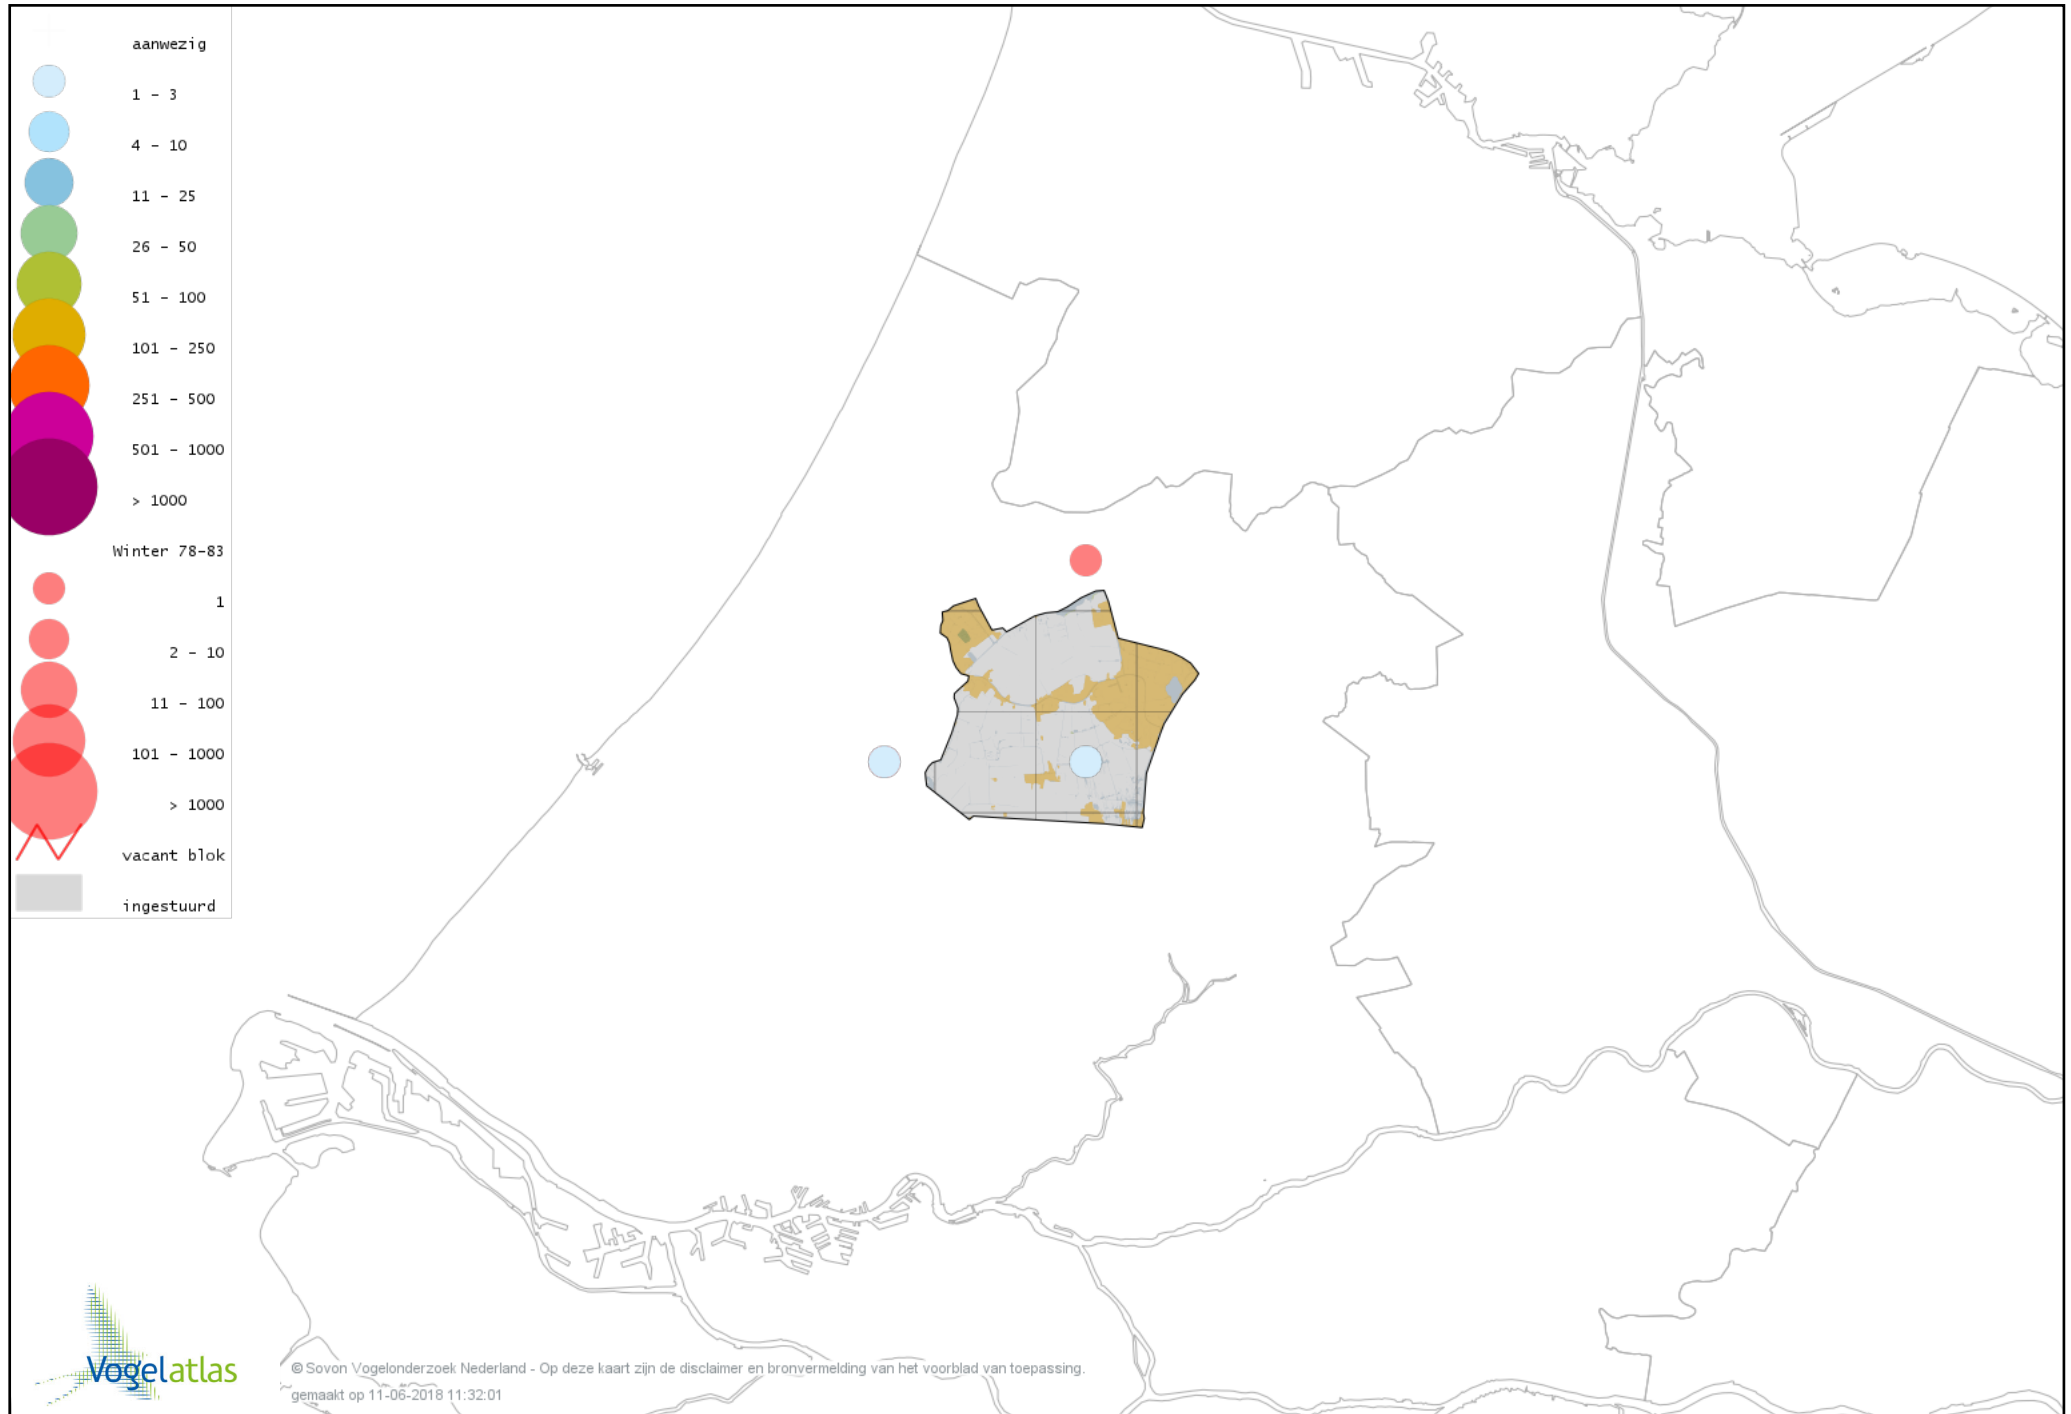 aanwezig
1 - 3
4 - 10
11 - 25
26 - 50
51 - 100
101 - 250
251 - 500
501 - 1000
> 1000
Winter 78-83
1
2 - 10
11 - 100
101 - 1000
> 1000
vacant blok
ingestuurd
Vogelatlas
© Sovon Vogelonderzoek Nederland - Op deze kaart zijn de disclaimer en bronvermelding van het voorblad van toepassing.
gemaakt op 11-06-2018 11:32:01